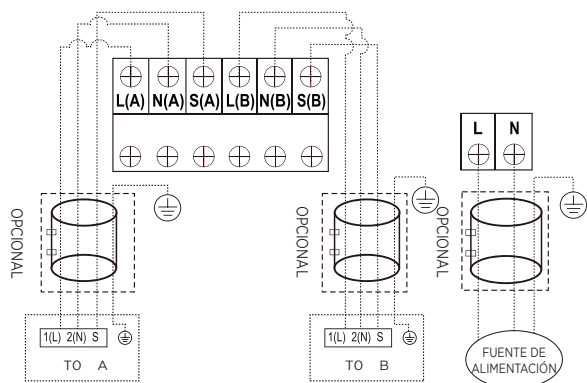 L(A) N(A) S(A) L(B) N(B) S(B)
L N
OPCIONAL
OPCIONAL
OPCIONAL
1(L) 2(N) S
TO A
1(L) 2(N) S
TO B
FUENTE DE
ALIMENTACIÓN